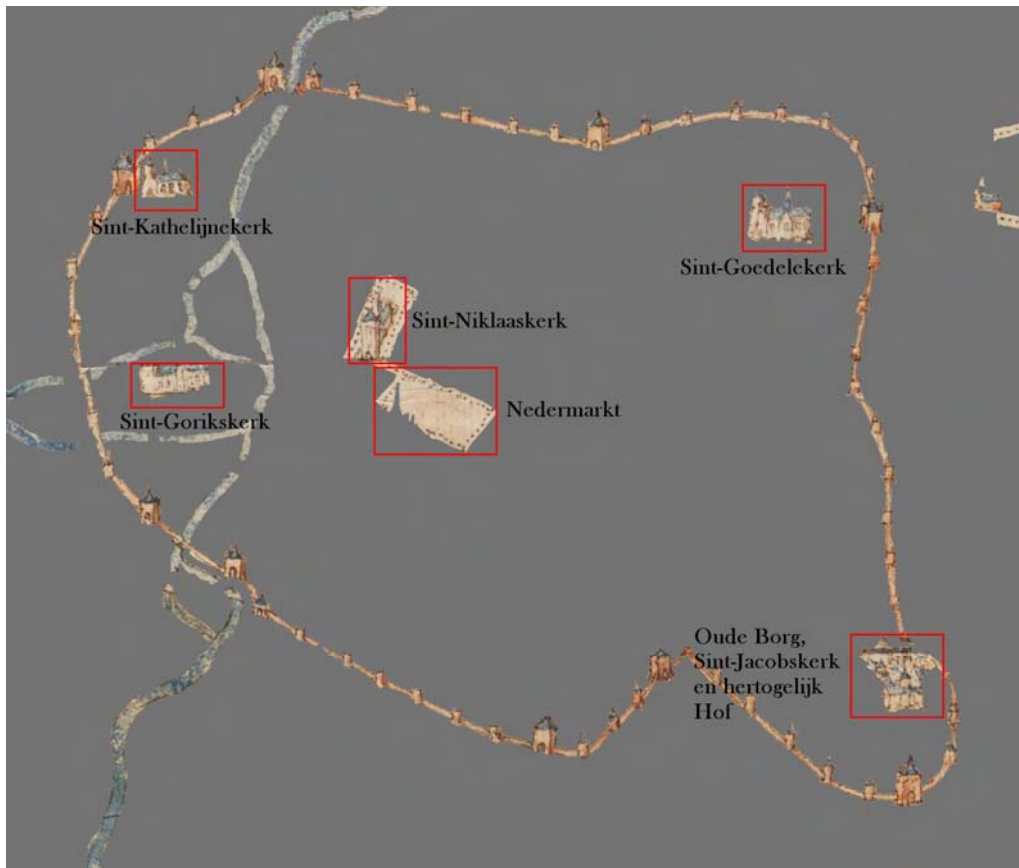 Sint-Kathelijnekerk
Sint-Goedelekerk
Sint-Niklaaskerk
Sint-Gorikskerk
Nedermarkt
Oude Borg,
Sint-Jacobskerk
en hertogelijk
Hof